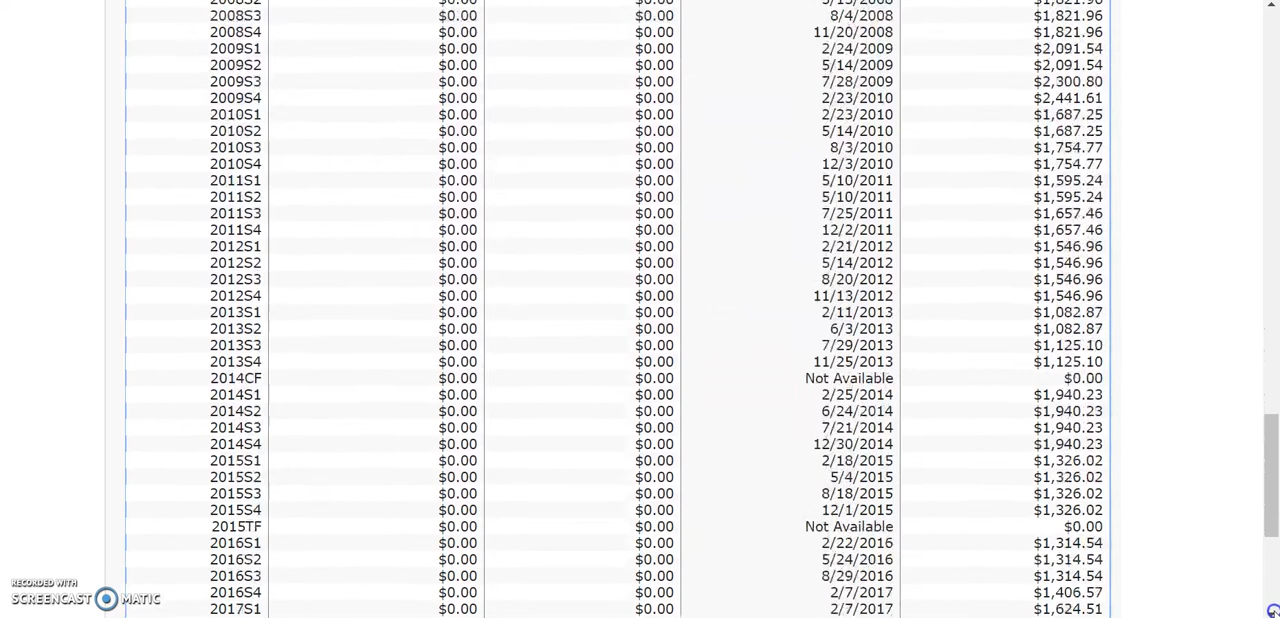 2008S2 $0.00 $0.00 5/15/2008 $1,821.96
2008S3 $0.00 $0.00 8/4/2008 $1,821.96
2008S4 $0.00 $0.00 11/20/2008 $1,821.96
2009S1 $0.00 $0.00 2/24/2009 $2,091.54
2009S2 $0.00 $0.00 5/14/2009 $2,091.54
2009S3 $0.00 $0.00 7/28/2009 $2,300.80
2009S4 $0.00 $0.00 2/23/2010 $2,441.61
2010S1 $0.00 $0.00 2/23/2010 $1,687.25
2010S2 $0.00 $0.00 5/14/2010 $1,687.25
2010S3 $0.00 $0.00 8/3/2010 $1,754.77
2010S4 $0.00 $0.00 12/3/2010 $1,754.77
2011S1 $0.00 $0.00 5/10/2011 $1,595.24
2011S2 $0.00 $0.00 5/10/2011 $1,595.24
2011S3 $0.00 $0.00 7/25/2011 $1,657.46
2011S4 $0.00 $0.00 12/2/2011 $1,657.46
2012S1 $0.00 $0.00 2/21/2012 $1,546.96
2012S2 $0.00 $0.00 5/14/2012 $1,546.96
2012S3 $0.00 $0.00 8/20/2012 $1,546.96
2012S4 $0.00 $0.00 11/13/2012 $1,546.96
2013S1 $0.00 $0.00 2/11/2013 $1,082.87
2013S2 $0.00 $0.00 6/3/2013 $1,082.87
2013S3 $0.00 $0.00 7/29/2013 $1,125.10
2013S4 $0.00 $0.00 11/25/2013 $1,125.10
2014CF $0.00 $0.00 Not Available $0.00
2014S1 $0.00 $0.00 2/25/2014 $1,940.23
2014S2 $0.00 $0.00 6/24/2014 $1,940.23
2014S3 $0.00 $0.00 7/21/2014 $1,940.23
2014S4 $0.00 $0.00 12/30/2014 $1,940.23
2015S1 $0.00 $0.00 2/18/2015 $1,326.02
2015S2 $0.00 $0.00 5/4/2015 $1,326.02
2015S3 $0.00 $0.00 8/18/2015 $1,326.02
2015S4 $0.00 $0.00 12/1/2015 $1,326.02
2015TF $0.00 $0.00 Not Available $0.00
2016S1 $0.00 $0.00 2/22/2016 $1,314.54
2016S2 $0.00 $0.00 5/24/2016 $1,314.54
2016S3 $0.00 $0.00 8/29/2016 $1,314.54
2016S4 $0.00 $0.00 2/7/2017 $1,406.57
2017S1 $0.00 $0.00 2/7/2017 $1,624.51
RECORDED WITH
SCREENCAST MATIC